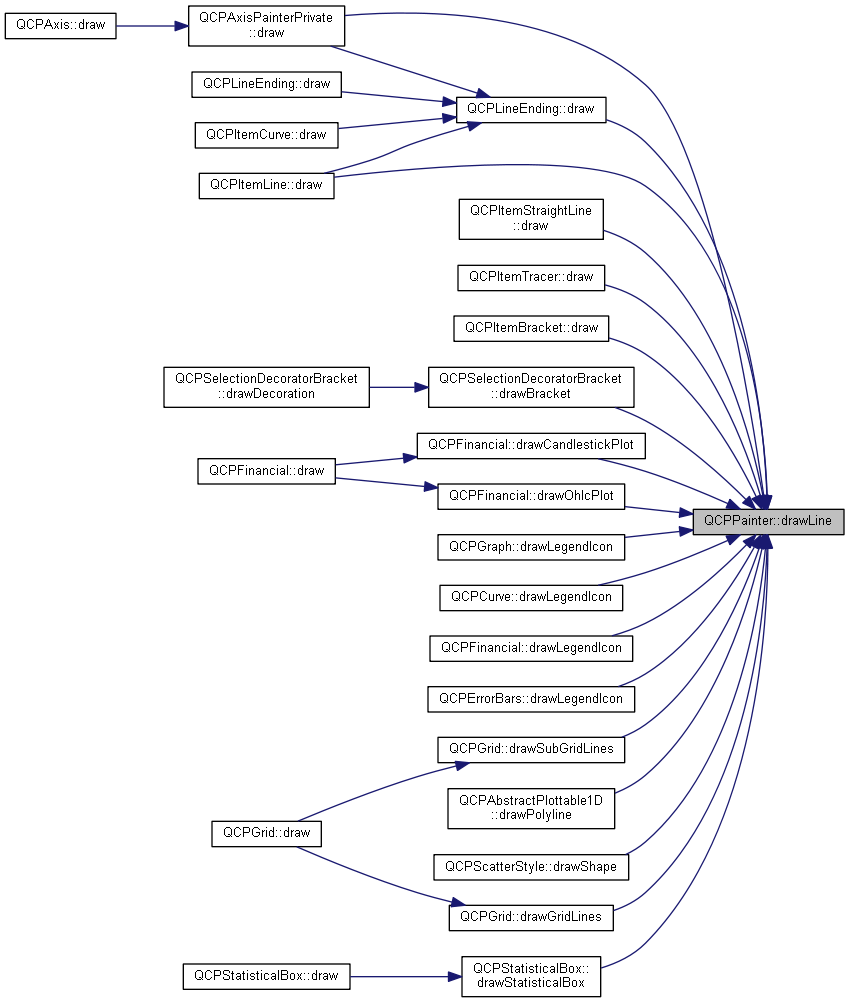 QCPAxis::draw
QCPAxisPainterPrivate
::draw
QCPLineEnding::draw
QCPLineEnding::draw
QCPItemCurve::draw
QCPItemLine::draw
QCPItemStraightLine
::draw
QCPItemTracer::draw
QCPItemBracket::draw
QCPSelectionDecoratorBracket
::drawDecoration
QCPSelectionDecoratorBracket
::drawBracket
QCPFinancial::drawCandlestickPlot
QCPFinancial::draw
QCPFinancial::drawOhlcPlot
QCPPainter::drawLine
QCPGraph::drawLegendIcon
QCPCurve::drawLegendIcon
QCPFinancial::drawLegendIcon
QCPErrorBars::drawLegendIcon
QCPGrid::drawSubGridLines
QCPAbstractPlottable1D
::drawPolyline
QCPGrid::draw
QCPScatterStyle::drawShape
QCPGrid::drawGridLines
QCPStatisticalBox::draw
QCPStatisticalBox::
drawStatisticalBox